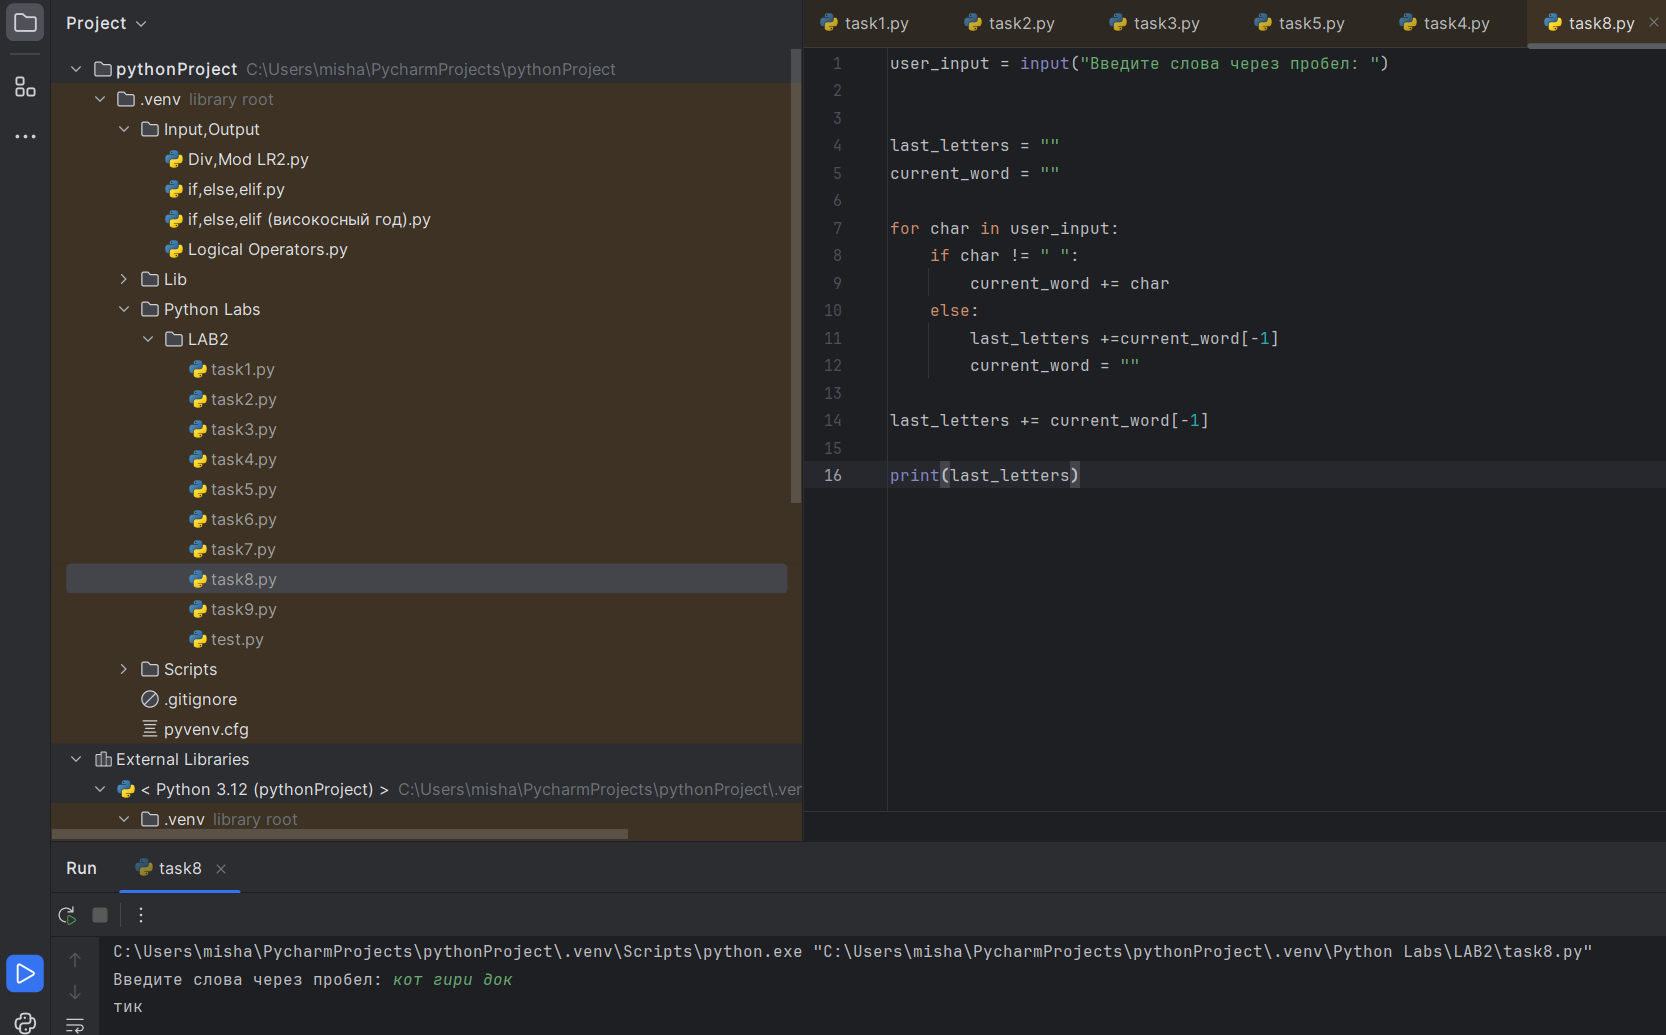 Project
pythonProject C:\Users\misha\PycharmProjects\pythonProject
.venv library root
Input,Output
Div,Mod LR2.py
if,else,elif.py
if,else,elif (високосный год).py
Logical Operators.py
Lib
Python Labs
LAB2
task1.py
task2.py
task3.py
task4.py
task5.py
task6.py
task7.py
task8.py
task9.py
test.py
Scripts
.gitignore
pyvenv.cfg
External Libraries
< Python 3.12 (pythonProject) > C:\Users\misha\PycharmProjects\pythonProject\.ver
.venv library root
task1.py task2.py task3.py task5.py task4.py task8.py
1 user_input = input("Введите слова через пробел: ")
2
3
4 last_letters = ""
5 current_word = ""
6
7 for char in user_input:
8 if char != " ":
9 current_word += char
10 else:
11 last_letters +=current_word[-1]
12 current_word = ""
13
14 last_letters += current_word[-1]
15
16 print(last_letters)
Run task8
C:\Users\misha\PycharmProjects\pythonProject\.venv\Scripts\python.exe "C:\Users\misha\PycharmProjects\pythonProject\.venv\Python Labs\LAB2\task8.py"
Введите слова через пробел: кот гири док
тик